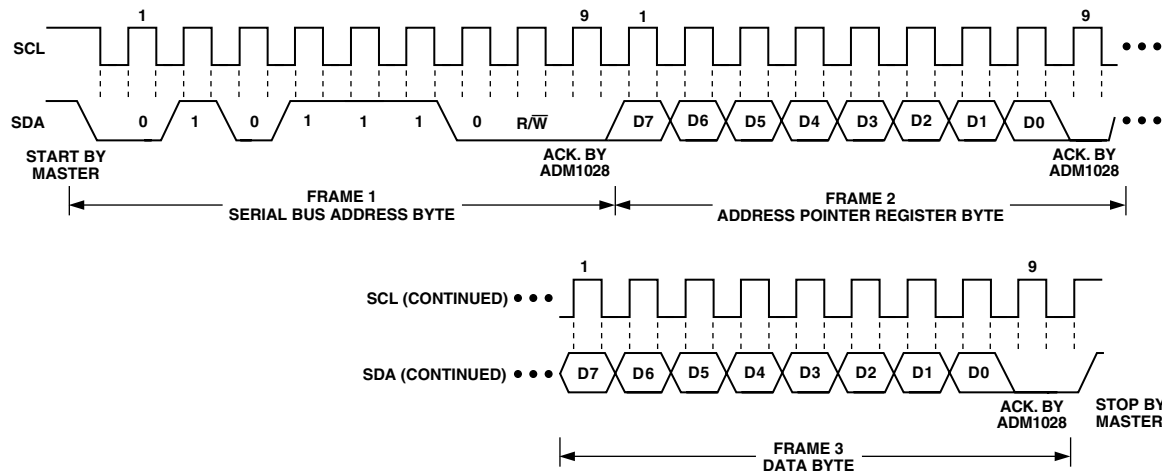 1 9 1 9
SCL
SDA 0 1 0 1 1 1 0 R/W̅ D7 D6 D5 D4 D3 D2 D1 D0
START BY
MASTER
ACK. BY
ADM1028
ACK. BY
ADM1028
FRAME 1
SERIAL BUS ADDRESS BYTE
FRAME 2
ADDRESS POINTER REGISTER BYTE
1 9
SCL (CONTINUED)
SDA (CONTINUED) D7 D6 D5 D4 D3 D2 D1 D0
ACK. BY
ADM1028
STOP BY
MASTER
FRAME 3
DATA BYTE